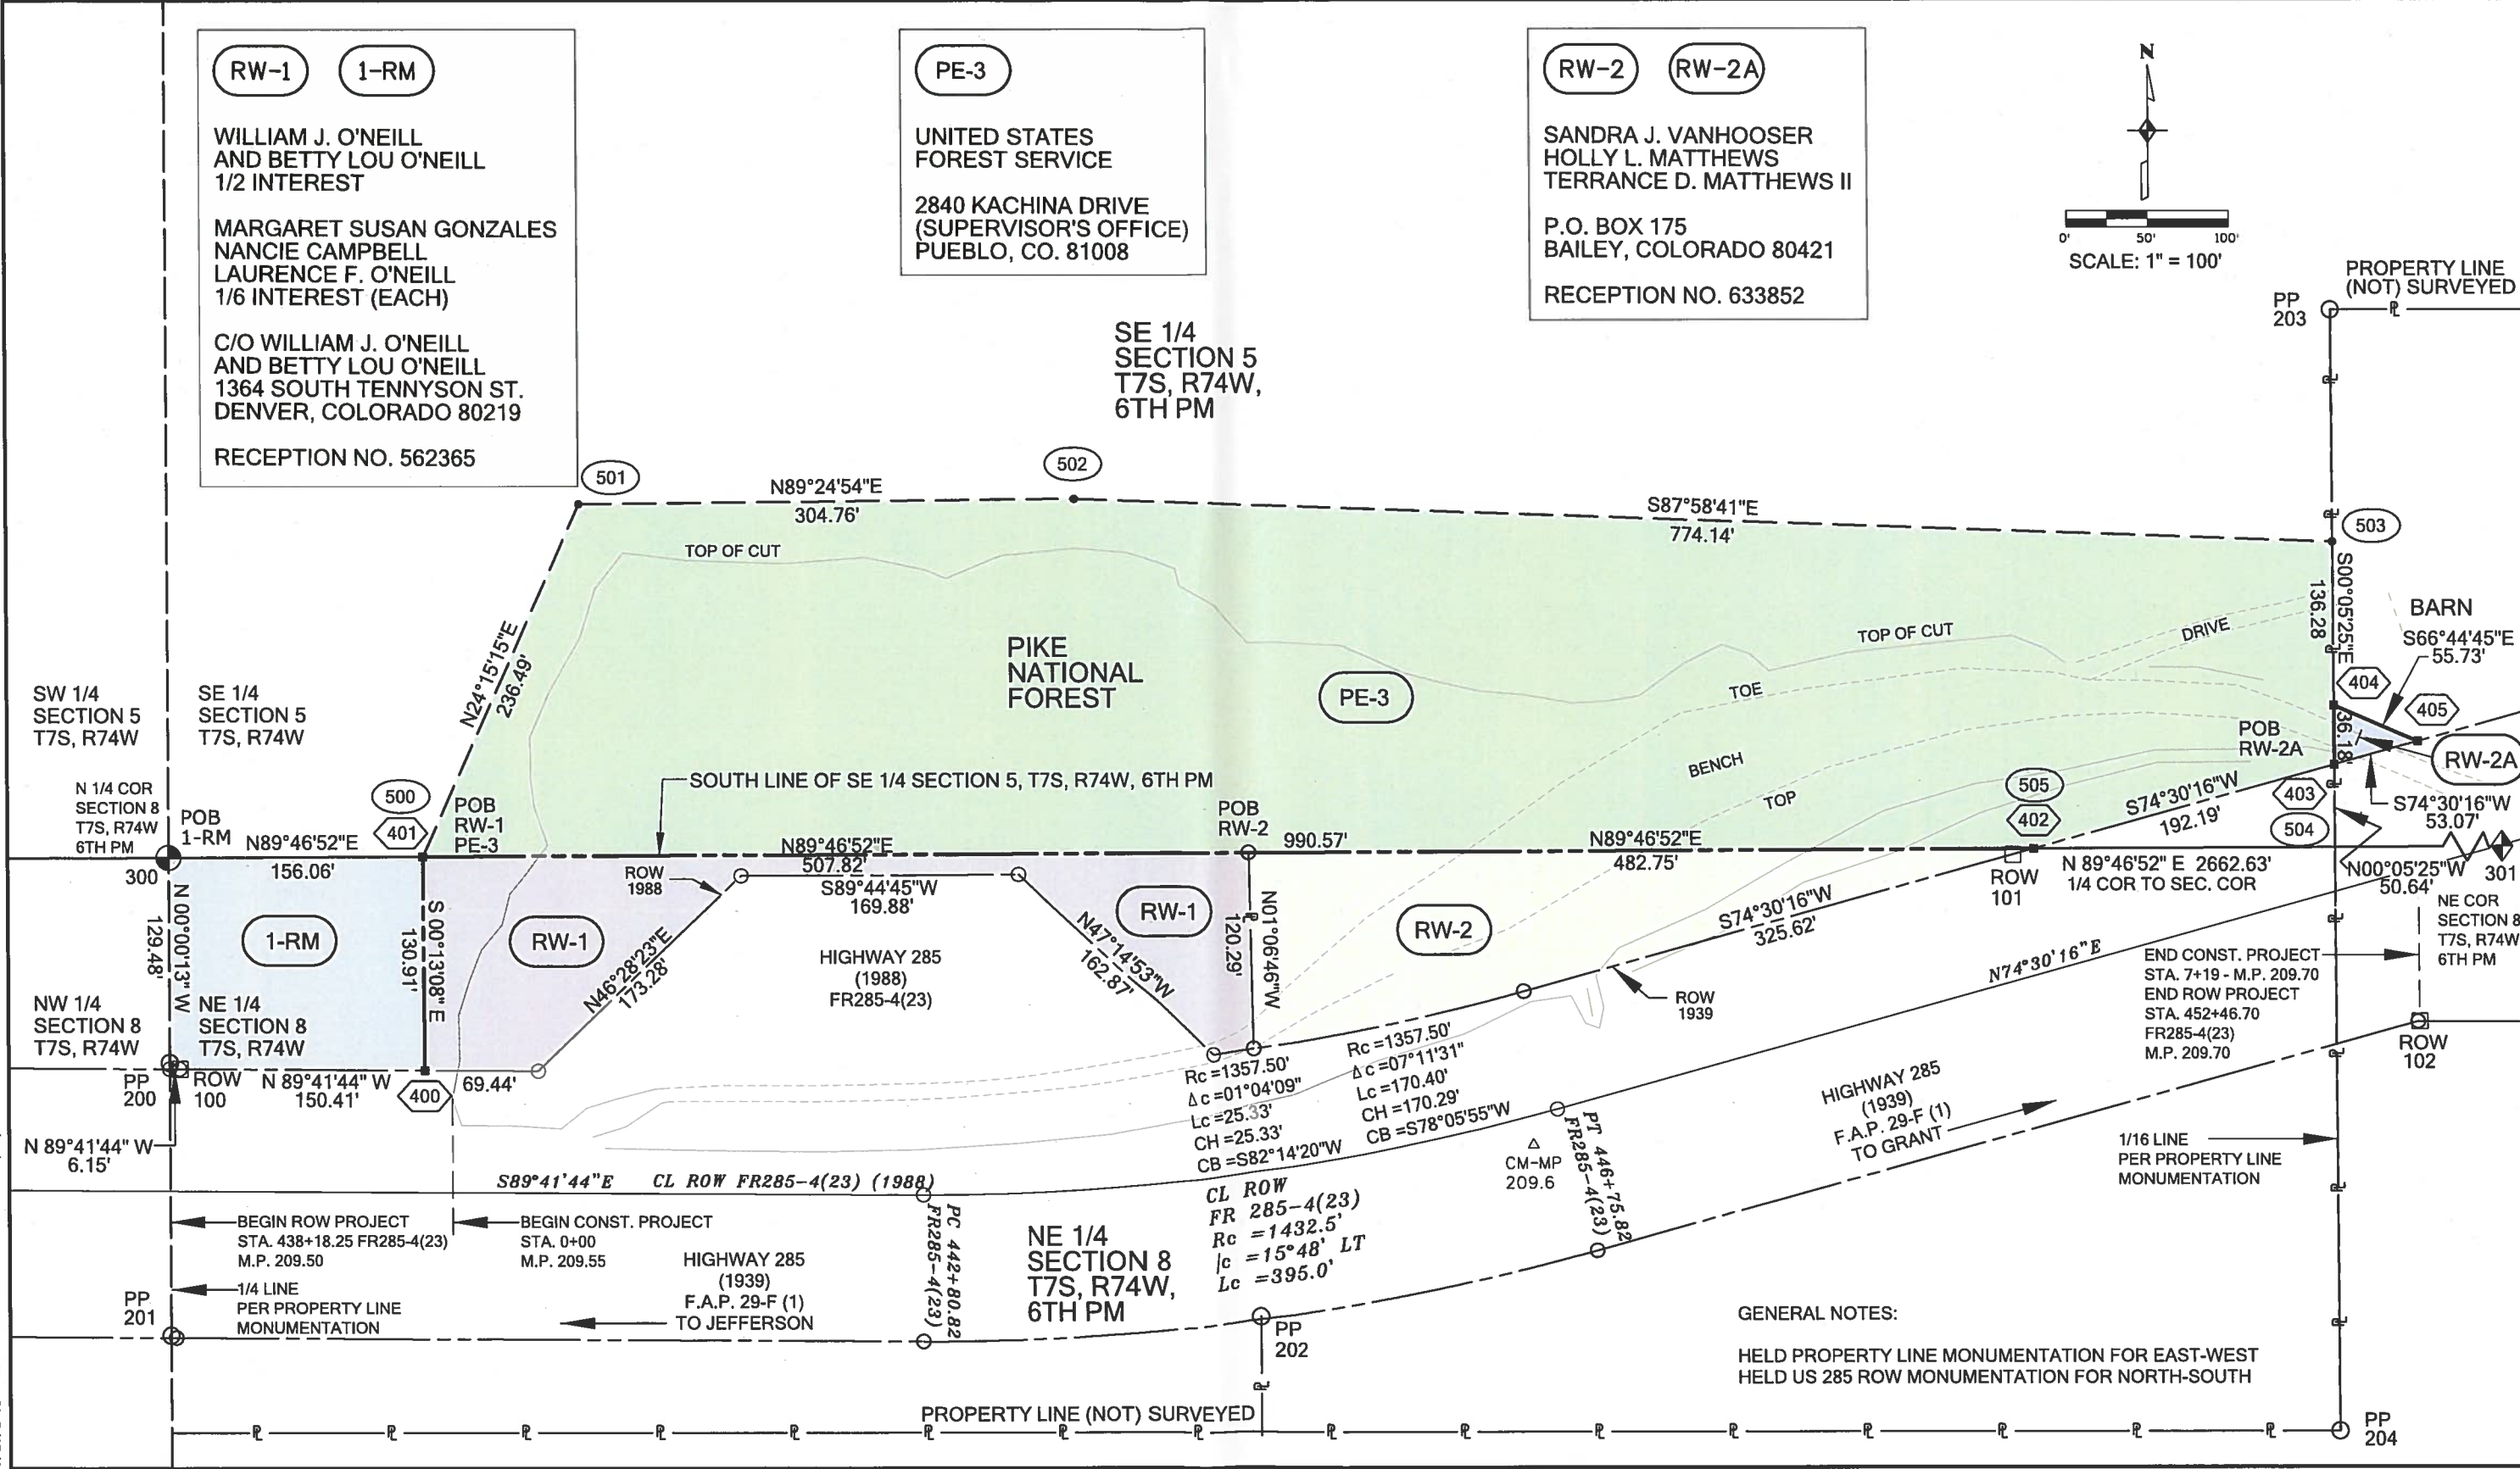 RW-1 1-RM
WILLIAM J. O'NEILL
AND BETTY LOU O'NEILL
1/2 INTEREST
MARGARET SUSAN GONZALES
NANCIE CAMPBELL
LAURENCE F. O'NEILL
1/6 INTEREST (EACH)
C/O WILLIAM J. O'NEILL
AND BETTY LOU O'NEILL
1364 SOUTH TENNYSON ST.
DENVER, COLORADO 80219
RECEPTION NO. 562365
PE-3
UNITED STATES
FOREST SERVICE
2840 KACHINA DRIVE
(SUPERVISOR'S OFFICE)
PUEBLO, CO. 81008
RW-2 RW-2A
SANDRA J. VANHOOSER
HOLLY L. MATTHEWS
TERRANCE D. MATTHEWS II
P.O. BOX 175
BAILEY, COLORADO 80421
RECEPTION NO. 633852
N
0' 50' 100'
SCALE: 1" = 100'
PROPERTY LINE
(NOT) SURVEYED
PP
203
SE 1/4
SECTION 5
T7S, R74W,
6TH PM
501
N89°24'54"E
304.76'
502
S87°58'41"E
774.14'
503
S00°05'25"E
136.28
TOP OF CUT
N24°15'15"E
236.49'
PIKE
NATIONAL
FOREST
PE-3
TOP OF CUT
DRIVE
TOE
BENCH
TOP
BARN
S66°44'45"E
55.73'
404
405
36.18'
POB
RW-2A
RW-2A
S74°30'16"W
53.07'
403
504
S74°30'16"W
192.19'
505
402
SW 1/4
SECTION 5
T7S, R74W
SE 1/4
SECTION 5
T7S, R74W
N 1/4 COR
SECTION 8
T7S, R74W
6TH PM
POB
1-RM
300
N89°46'52"E
156.06'
500
401
POB
RW-1
PE-3
SOUTH LINE OF SE 1/4 SECTION 5, T7S, R74W, 6TH PM
N89°46'52"E
507.82'
POB
RW-2
990.57'
N89°46'52"E
482.75'
ROW
101
N 89°46'52" E 2662.63'
1/4 COR TO SEC. COR
N00°05'25"W
50.64'
301
NE COR
SECTION 8
T7S, R74W
6TH PM
N 00°00'13" W
129.48'
1-RM
S 00°13'08" E
130.91'
RW-1
ROW
1988
S89°44'45"W
169.88'
N46°28'23"E
173.28'
HIGHWAY 285
(1988)
FR285-4(23)
N47°14'53"W
162.87'
RW-1
N01°06'46"W
120.29'
RW-2
S74°30'16"W
325.62'
ROW
1939
N74°30'16"E
END CONST. PROJECT
STA. 7+19 - M.P. 209.70
END ROW PROJECT
STA. 452+46.70
FR285-4(23)
M.P. 209.70
ROW
102
NW 1/4
SECTION 8
T7S, R74W
NE 1/4
SECTION 8
T7S, R74W
PP
200
ROW
100
N 89°41'44" W
150.41'
400
69.44'
N 89°41'44" W
6.15'
Rc =1357.50'
Δc =01°04'09"
Lc =25.33'
CH =25.33'
CB =S82°14'20"W
Rc =1357.50'
Δc =07°11'31"
Lc =170.40'
CH =170.29'
CB =S78°05'55"W
CM-MP
209.6
PT 446+75.82
FR285-4(23)
HIGHWAY 285
(1939)
F.A.P. 29-F (1)
TO GRANT
1/16 LINE
PER PROPERTY LINE
MONUMENTATION
S89°41'44"E CL ROW FR285-4(23) (1988)
BEGIN ROW PROJECT
STA. 438+18.25 FR285-4(23)
M.P. 209.50
BEGIN CONST. PROJECT
STA. 0+00
M.P. 209.55
1/4 LINE
PER PROPERTY LINE
MONUMENTATION
PP
201
HIGHWAY 285
(1939)
F.A.P. 29-F (1)
TO JEFFERSON
PC 442+80.82
FR285-4(23)
NE 1/4
SECTION 8
T7S, R74W,
6TH PM
CL ROW
FR 285-4(23)
Rc =1432.5'
|c =15°48' LT
Lc =395.0'
PP
202
GENERAL NOTES:
HELD PROPERTY LINE MONUMENTATION FOR EAST-WEST
HELD US 285 ROW MONUMENTATION FOR NORTH-SOUTH
PROPERTY LINE (NOT) SURVEYED
PP
204